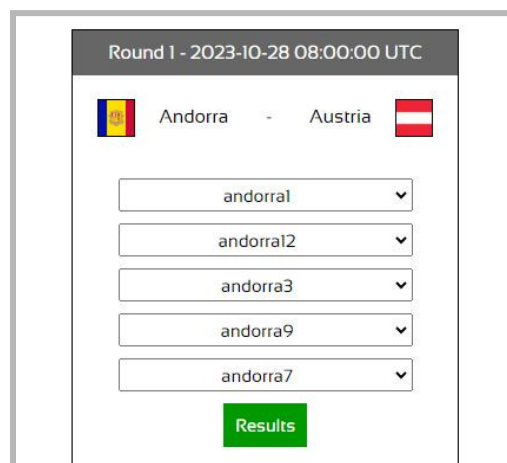 Round 1 - 2023-10-28 08:00:00 UTC
Andorra - Austria
andorra1
andorra12
andorra3
andorra9
andorra7
Results